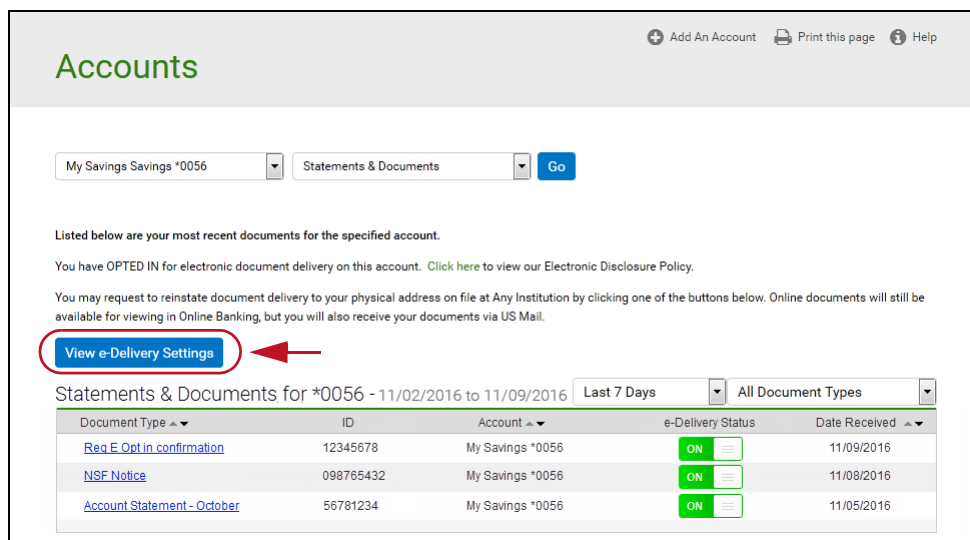 Add An Account Print this page Help
Accounts
My Savings Savings *0056 Statements & Documents Go
Listed below are your most recent documents for the specified account.
You have OPTED IN for electronic document delivery on this account. Click here to view our Electronic Disclosure Policy.
You may request to reinstate document delivery to your physical address on file at Any Institution by clicking one of the buttons below. Online documents will still be
available for viewing in Online Banking, but you will also receive your documents via US Mail.
View e-Delivery Settings
Statements & Documents for *0056 - 11/02/2016 to 11/09/2016 Last 7 Days All Document Types
Document Type ID Account e-Delivery Status Date Received
Reg E Opt in confirmation 12345678 My Savings *0056 ON 11/09/2016
NSF Notice 098765432 My Savings *0056 ON 11/08/2016
Account Statement - October 56781234 My Savings *0056 ON 11/05/2016